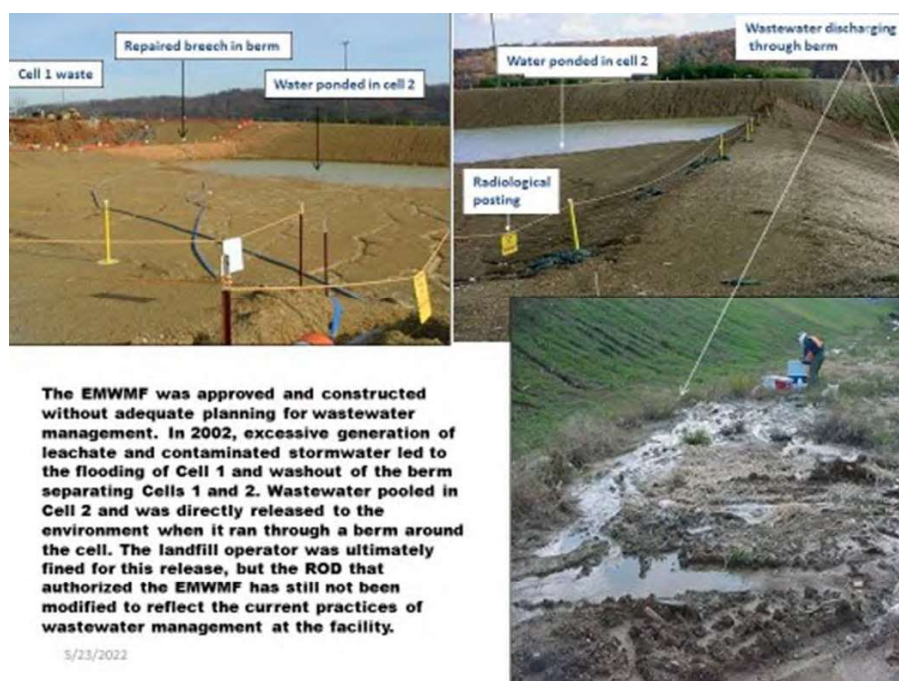 Repaired breech in berm
Cell 1 waste
Water ponded in cell 2
Water ponded in cell 2
Wastewater discharging
through berm
Radiological
posting
The EMWMF was approved and constructed
without adequate planning for wastewater
management. In 2002, excessive generation of
leachate and contaminated stormwater led to
the flooding of Cell 1 and washout of the berm
separating Cells 1 and 2. Wastewater pooled in
Cell 2 and was directly released to the
environment when it ran through a berm around
the cell. The landfill operator was ultimately
fined for this release, but the ROD that
authorized the EMWMF has still not been
modified to reflect the current practices of
wastewater management at the facility.
5/23/2022